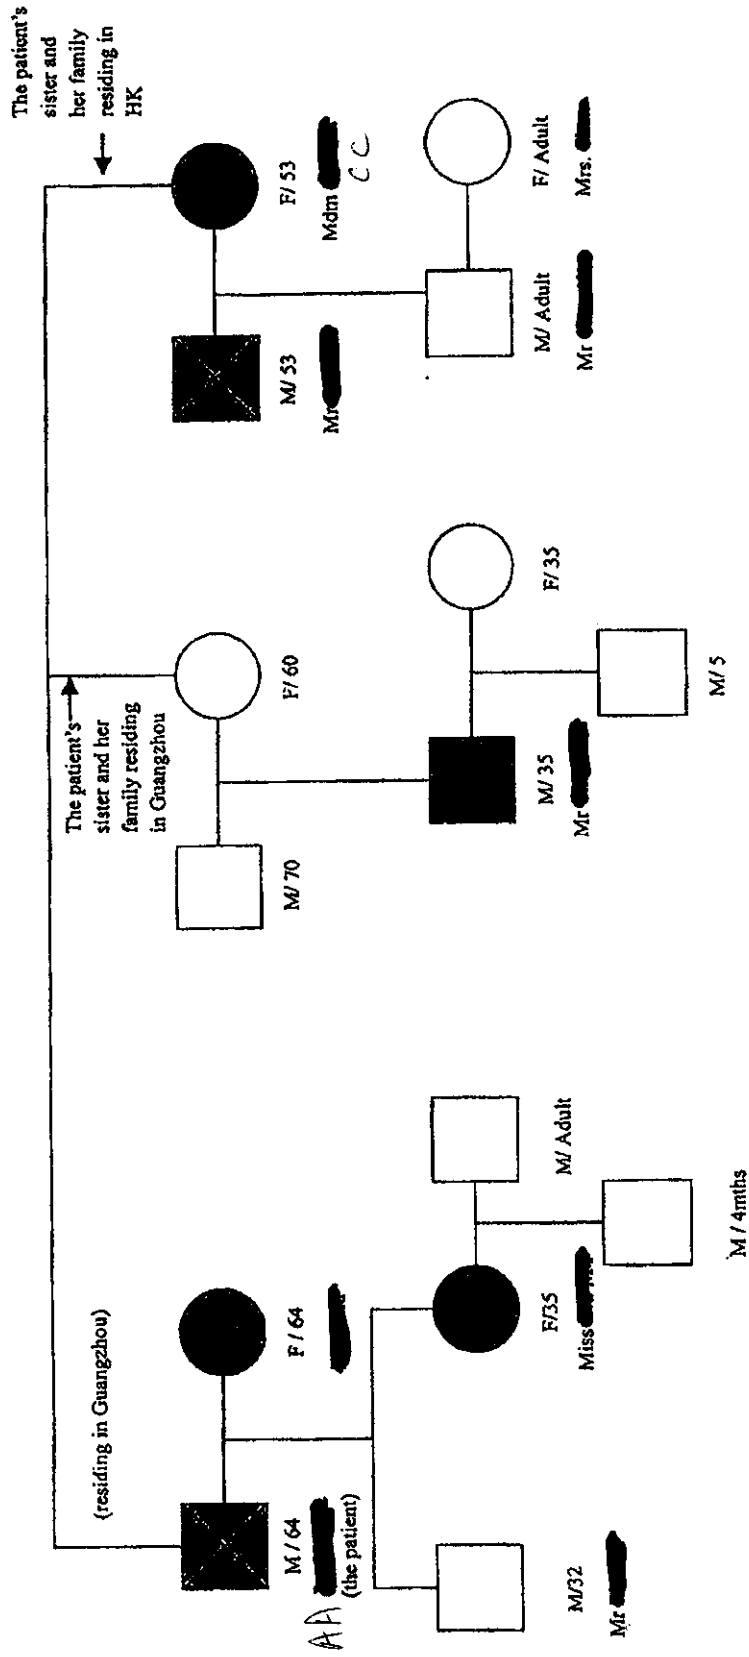 The patient's
sister and
her family
residing in
HK
F/ 53
Mdm
CC
M/ 53
Mr
M/ Adult
Mr
F/ Adult
Mrs.
The patient's
sister and her
family residing
in Guangzhou
F/ 60
M/ 70
F/ 35
M/ 35
Mr
M/ 5
(residing in Guangzhou)
F / 64
M / 64
AA
(the patient)
M/ Adult
F/35
Miss
M / 4mths
M/32
Mr